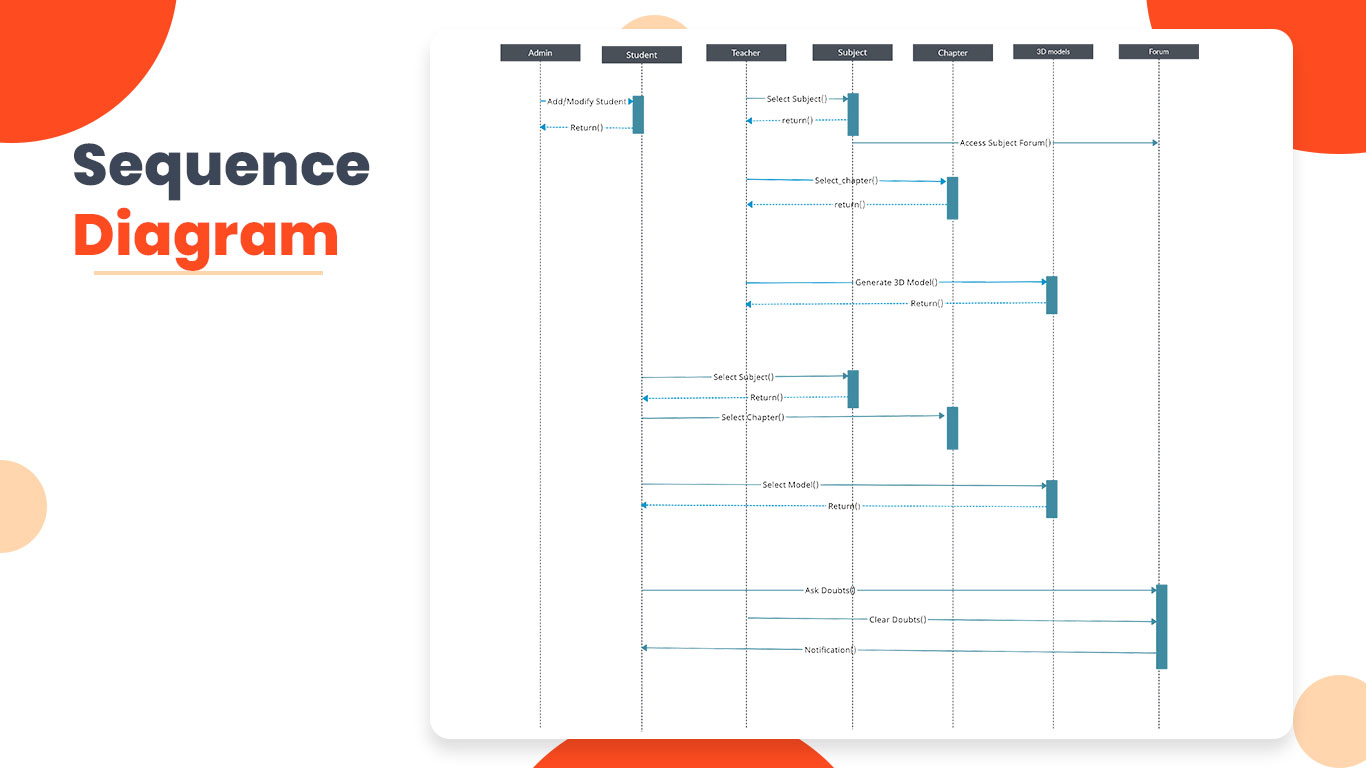 Sequence
Diagram
Admin
Student
Teacher
Subject
Chapter
3D models
Forum
Add/Modify Student
Return()
Select Subject()
return()
Access Subject Forum()
Select_chapter()
return()
Generate 3D Model()
Return()
Select Subject()
Return()
Select Chapter()
Select Model()
Return()
Ask Doubts()
Clear Doubts()
Notification()